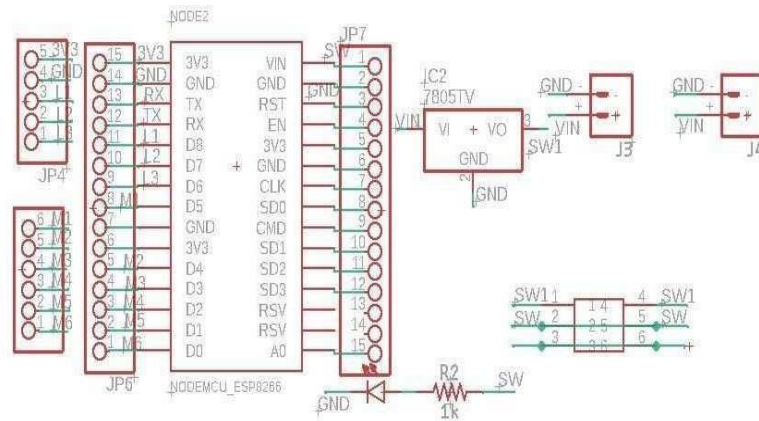 NODE2
JP7
5 3V3
4 GND
3 L1
2 L2
1 L3
JP4
6 M1
5 M2
4 M3
3 M4
2 M5
1 M6
15 3V3
14 GND
13 RX
12 TX
11 L1
10 L2
9 L3
8 M1
7
6
5 M2
4 M3
3 M4
2 M5
1 M6
JP6
3V3 VIN
GND GND
TX RST
RX EN
D8 3V3
D7 GND
D6 CLK
D5 SD0
GND CMD
3V3 SD1
D4 SD2
D3 SD3
D2 RSV
D1 RSV
D0 A0
NODEMCU_ESP8266
SW 1
2
GND 3
4
5
6
7
8
9
10
11
12
13
14
15
IC2
7805TV
VIN VI + VO 3
SW1
GND
2
GND
GND -
VIN +
J3
GND -
VIN +
J4
SW1 1 1 4 4 SW1
SW 2 2 5 5 SW
3 3 6 6
GND
R2
1k
SW